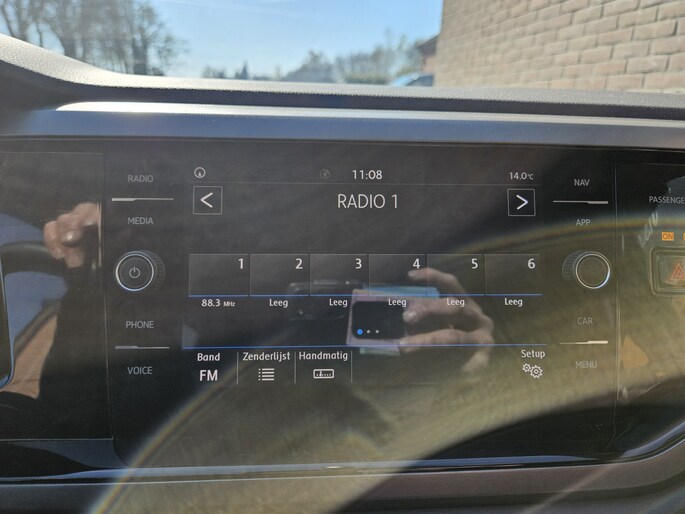 RADIO
MEDIA
PHONE
VOICE
11:08
14.0°C
RADIO 1
1 2 3 4 5 6
88.3 MHz Leeg Leeg Leeg Leeg Leeg
Band Zenderlijst Handmatig Setup
FM
NAV
APP
CAR
MENU
PASSENGE
ON